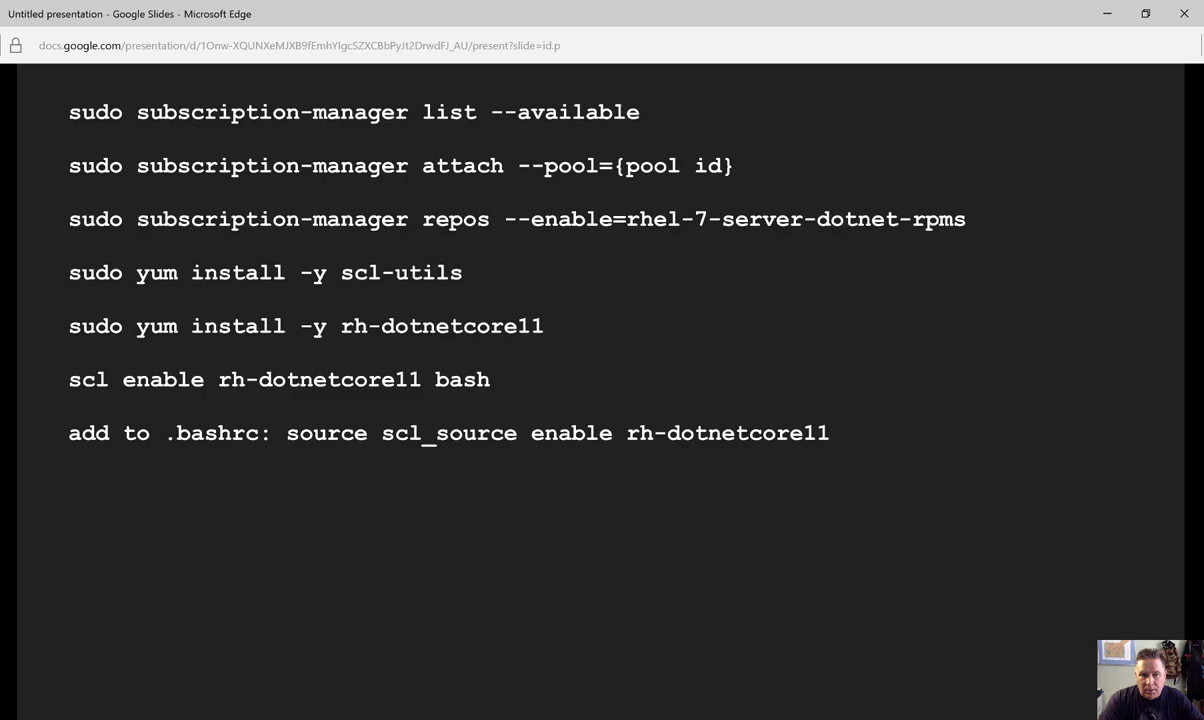 Untitled presentation - Google Slides - Microsoft Edge
docs.google.com/presentation/d/1Onw-XQUNXeMJXB9fEmhYIgcSZXCBbPyJt2DrwdFJ_AU/present?slide=id.p
sudo subscription-manager list --available
sudo subscription-manager attach --pool={pool id}
sudo subscription-manager repos --enable=rhel-7-server-dotnet-rpms
sudo yum install -y scl-utils
sudo yum install -y rh-dotnetcore11
scl enable rh-dotnetcore11 bash
add to .bashrc: source scl_source enable rh-dotnetcore11